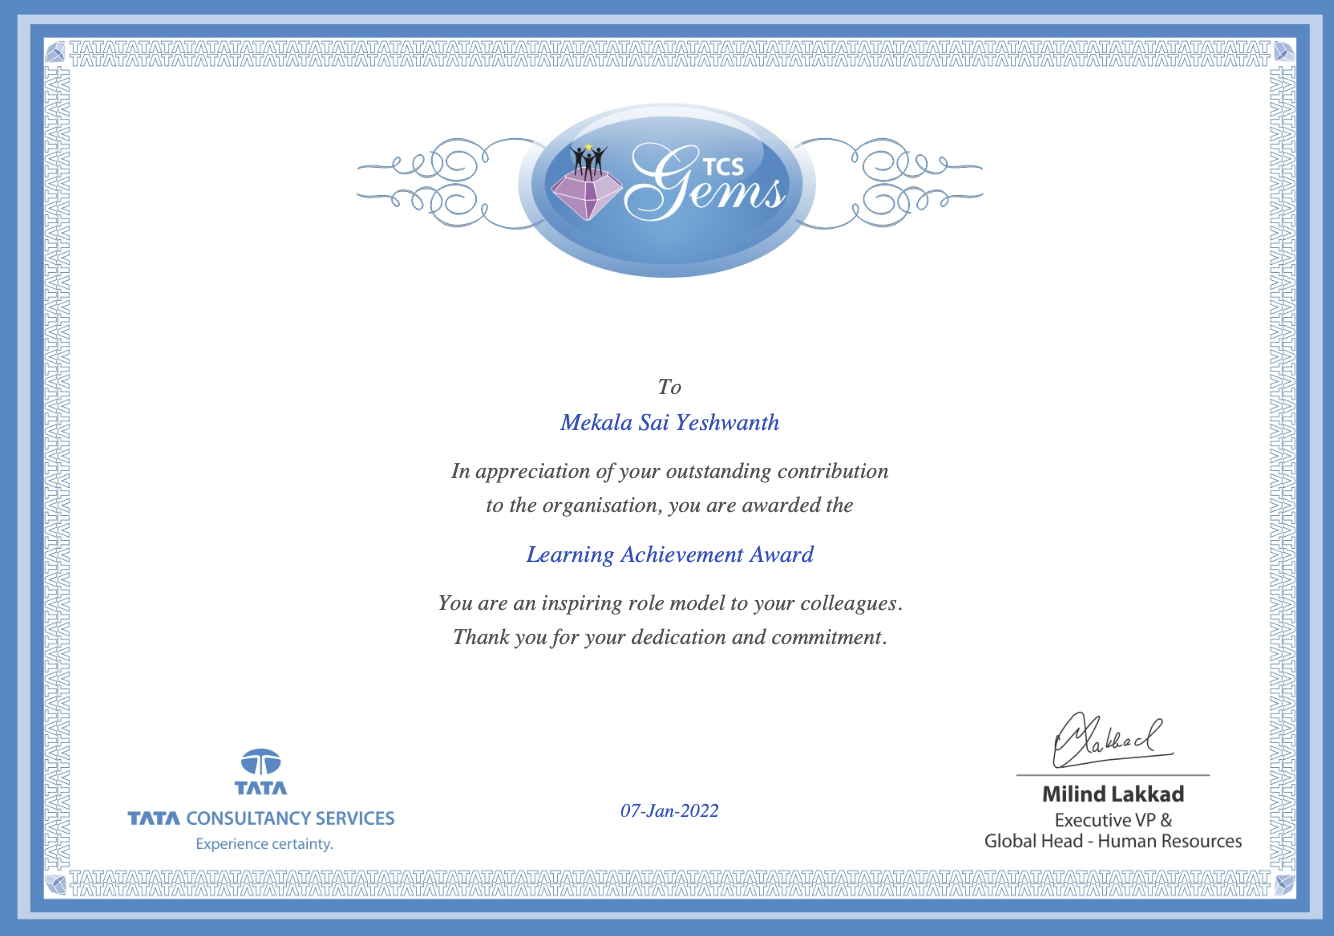 TCS
Gems
To
Mekala Sai Yeshwanth
In appreciation of your outstanding contribution
to the organisation, you are awarded the
Learning Achievement Award
You are an inspiring role model to your colleagues.
Thank you for your dedication and commitment.
TATA
TATA CONSULTANCY SERVICES
Experience certainty.
07-Jan-2022
Lakkad
Milind Lakkad
Executive VP &
Global Head - Human Resources